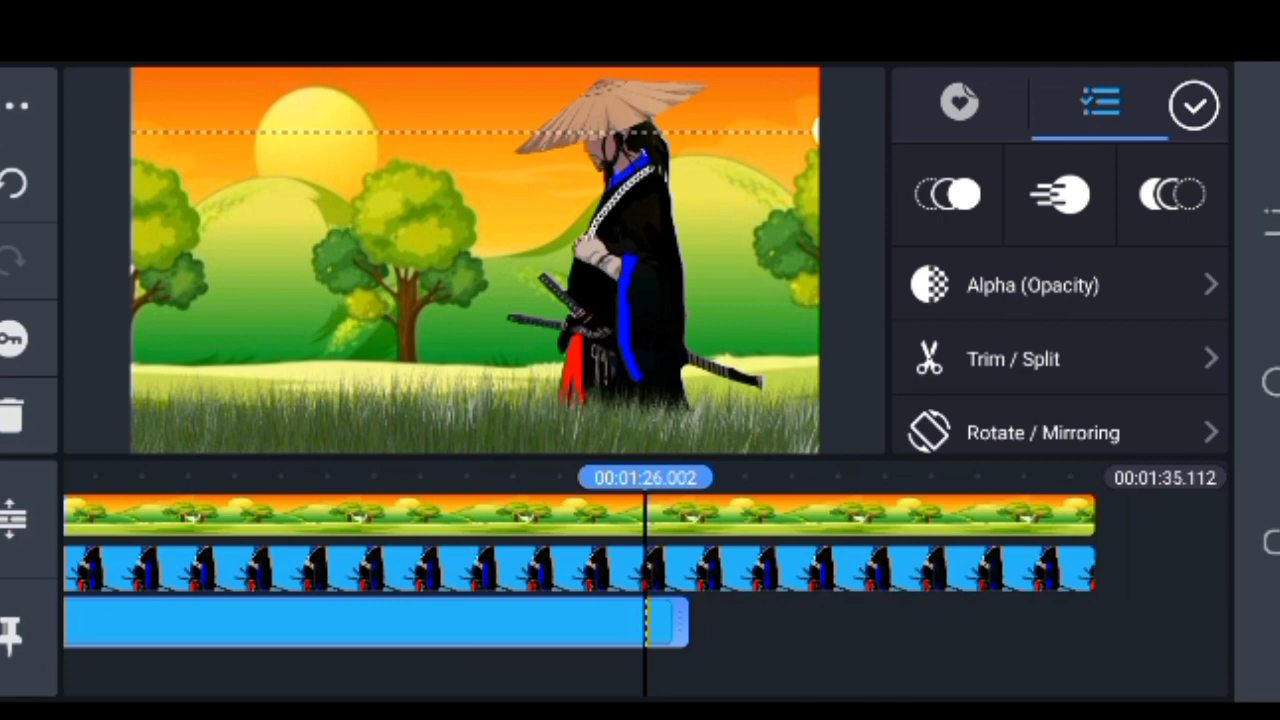 Alpha (Opacity)
Trim / Split
Rotate / Mirroring
00:01:26.002
00:01:35.112